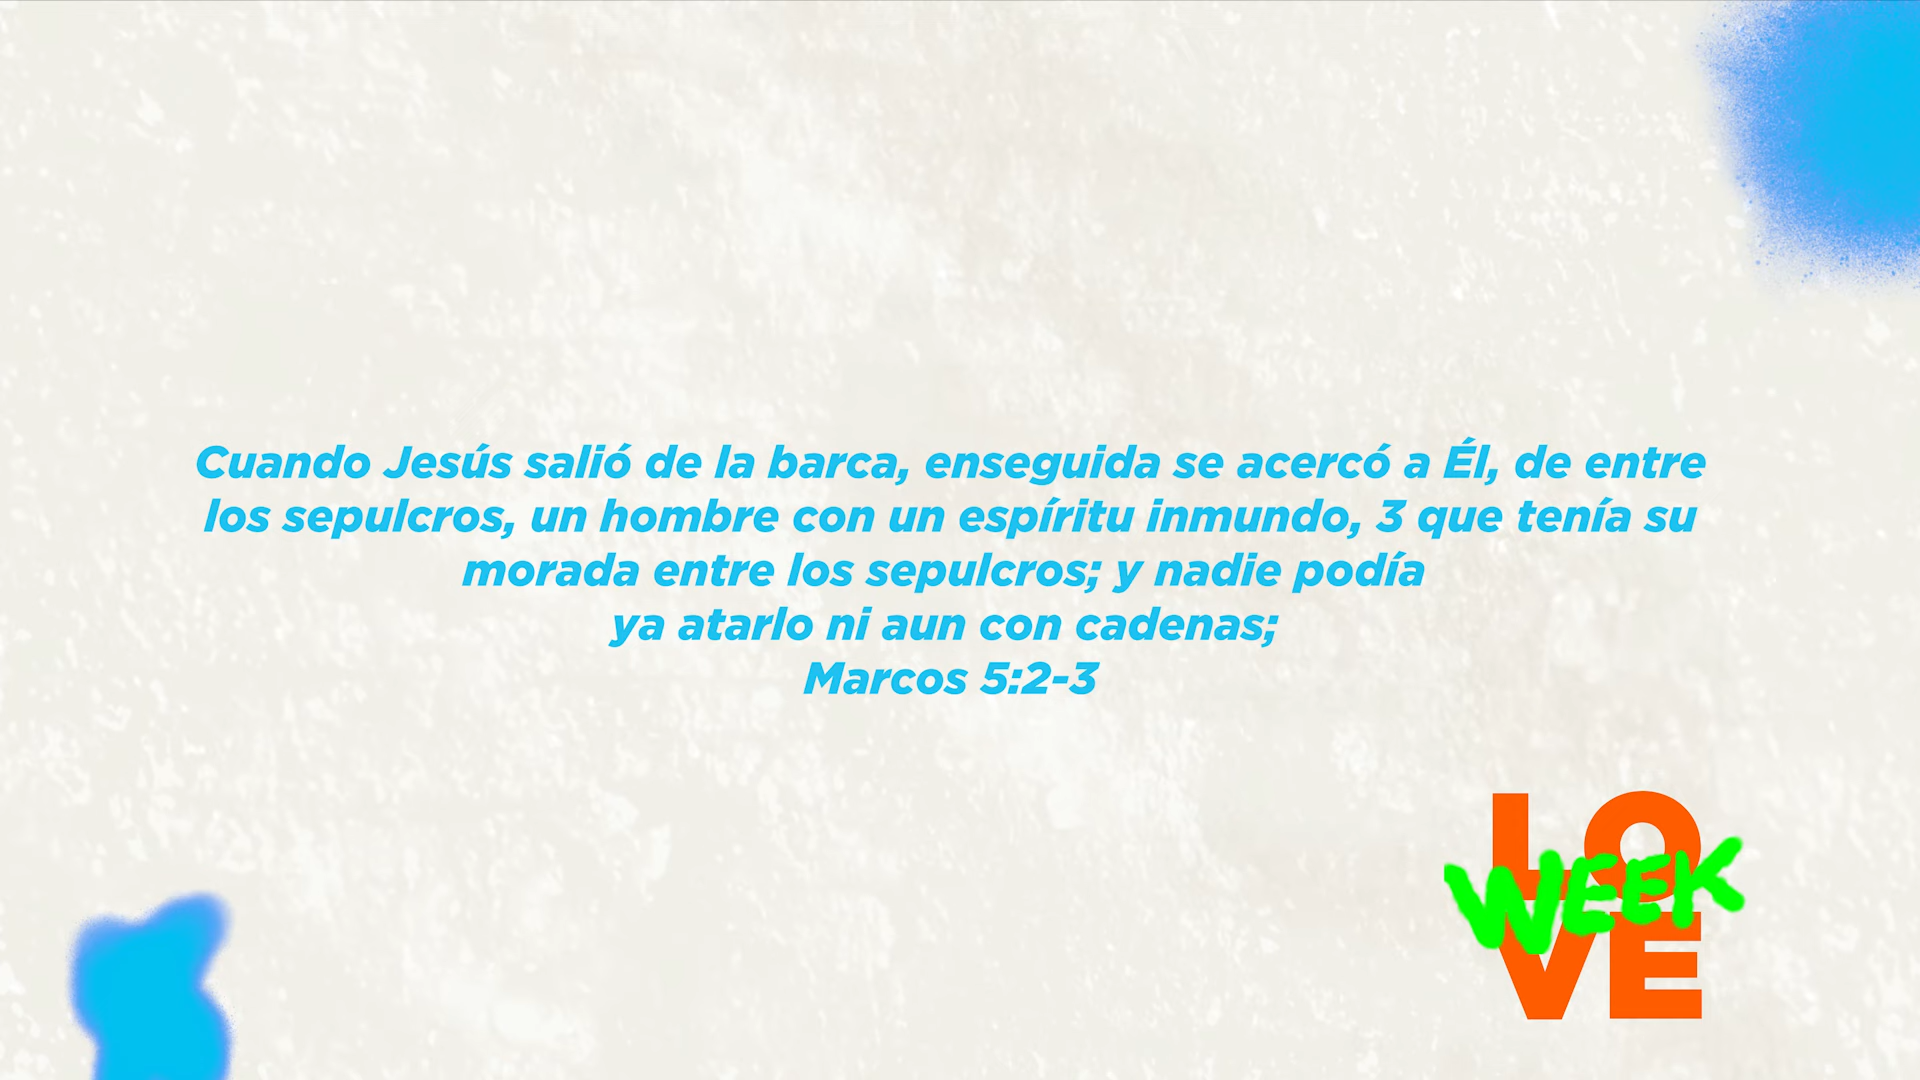 Cuando Jesús salió de la barca, enseguida se acercó a Él, de entre
los sepulcros, un hombre con un espíritu inmundo, 3 que tenía su
morada entre los sepulcros; y nadie podía
ya atarlo ni aun con cadenas;
Marcos 5:2-3
LO
WEEK
VE